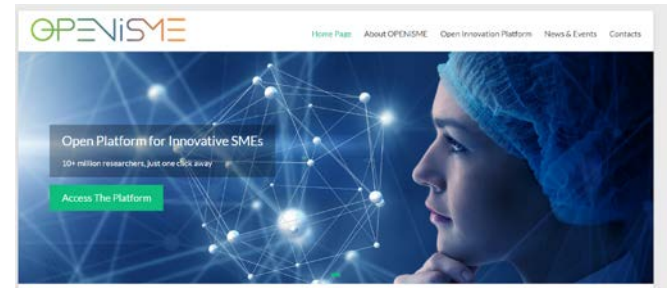 OPENiSME
Home Page About OPENiSME Open Innovation Platform News & Events Contacts
Open Platform for Innovative SMEs
10+ million researchers, just one click away
Access The Platform